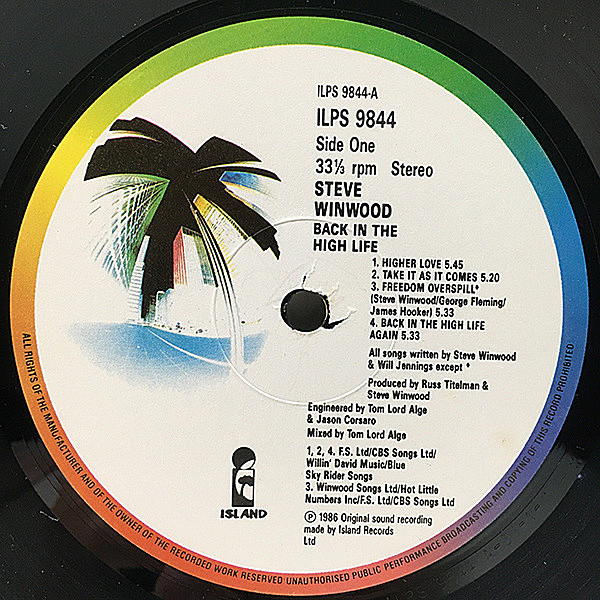 ILPS 9844-A
ILPS 9844
Side One
33⅓ rpm Stereo
STEVE
WINWOOD
BACK IN THE
HIGH LIFE
1. HIGHER LOVE 5.45
2. TAKE IT AS IT COMES 5.20
3. FREEDOM OVERSPILL*
(Steve Winwood/George Fleming/
James Hooker) 5.33
4. BACK IN THE HIGH LIFE
AGAIN 5.33
All songs written by Steve Winwood
& Will Jennings except *
Produced by Russ Titelman &
Steve Winwood
Engineered by Tom Lord Alge
& Jason Corsaro
Mixed by Tom Lord Alge
1, 2, 4. F.S. Ltd/CBS Songs Ltd/
Willin' David Music/Blue
Sky Rider Songs
3. Winwood Songs Ltd/Hot Little
Numbers Inc/F.S. Ltd/CBS Songs Ltd
℗ 1986 Original sound recording
made by Island Records
Ltd
ISLAND
ALL RIGHTS OF THE MANUFACTURER AND OF THE OWNER OF THE RECORDED WORK RESERVED UNAUTHORISED PUBLIC PERFORMANCE BROADCASTING AND COPYING OF THIS RECORD PROHIBITED